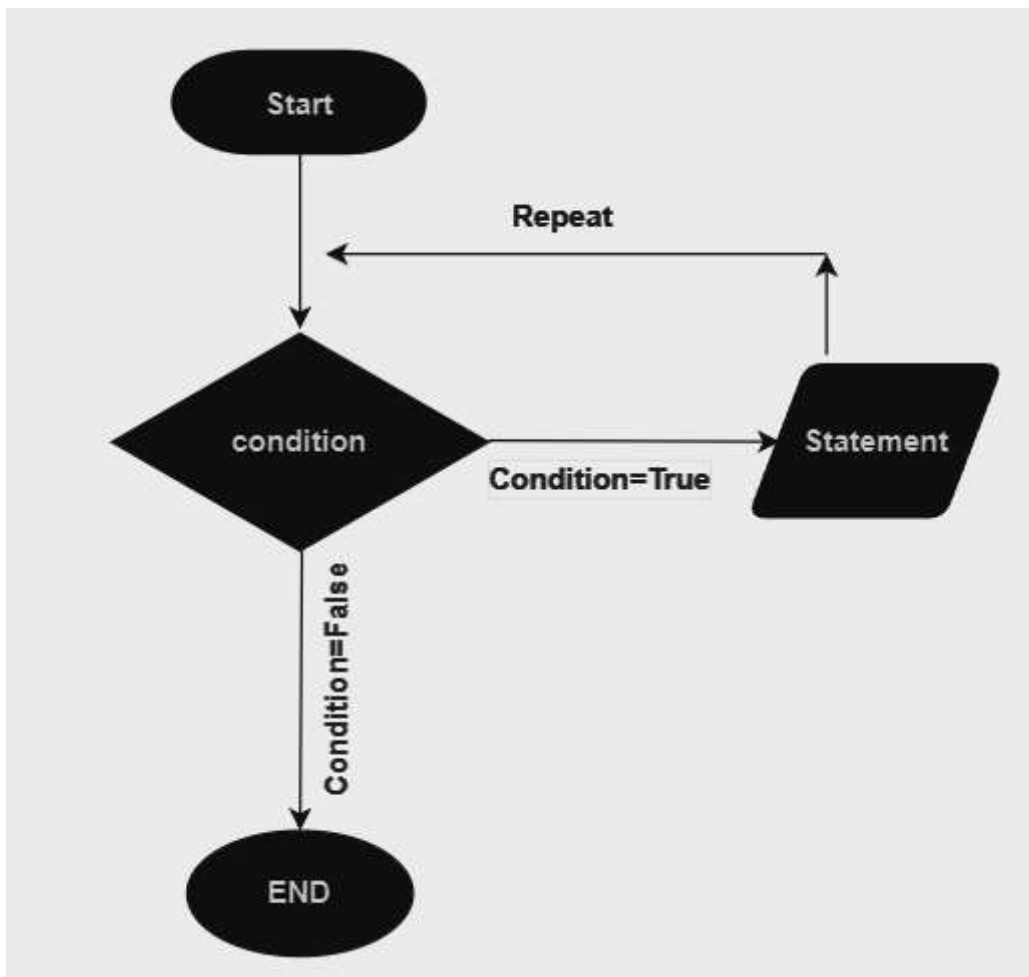 Start
Repeat
condition
Condition=True
Statement
Condition=False
END